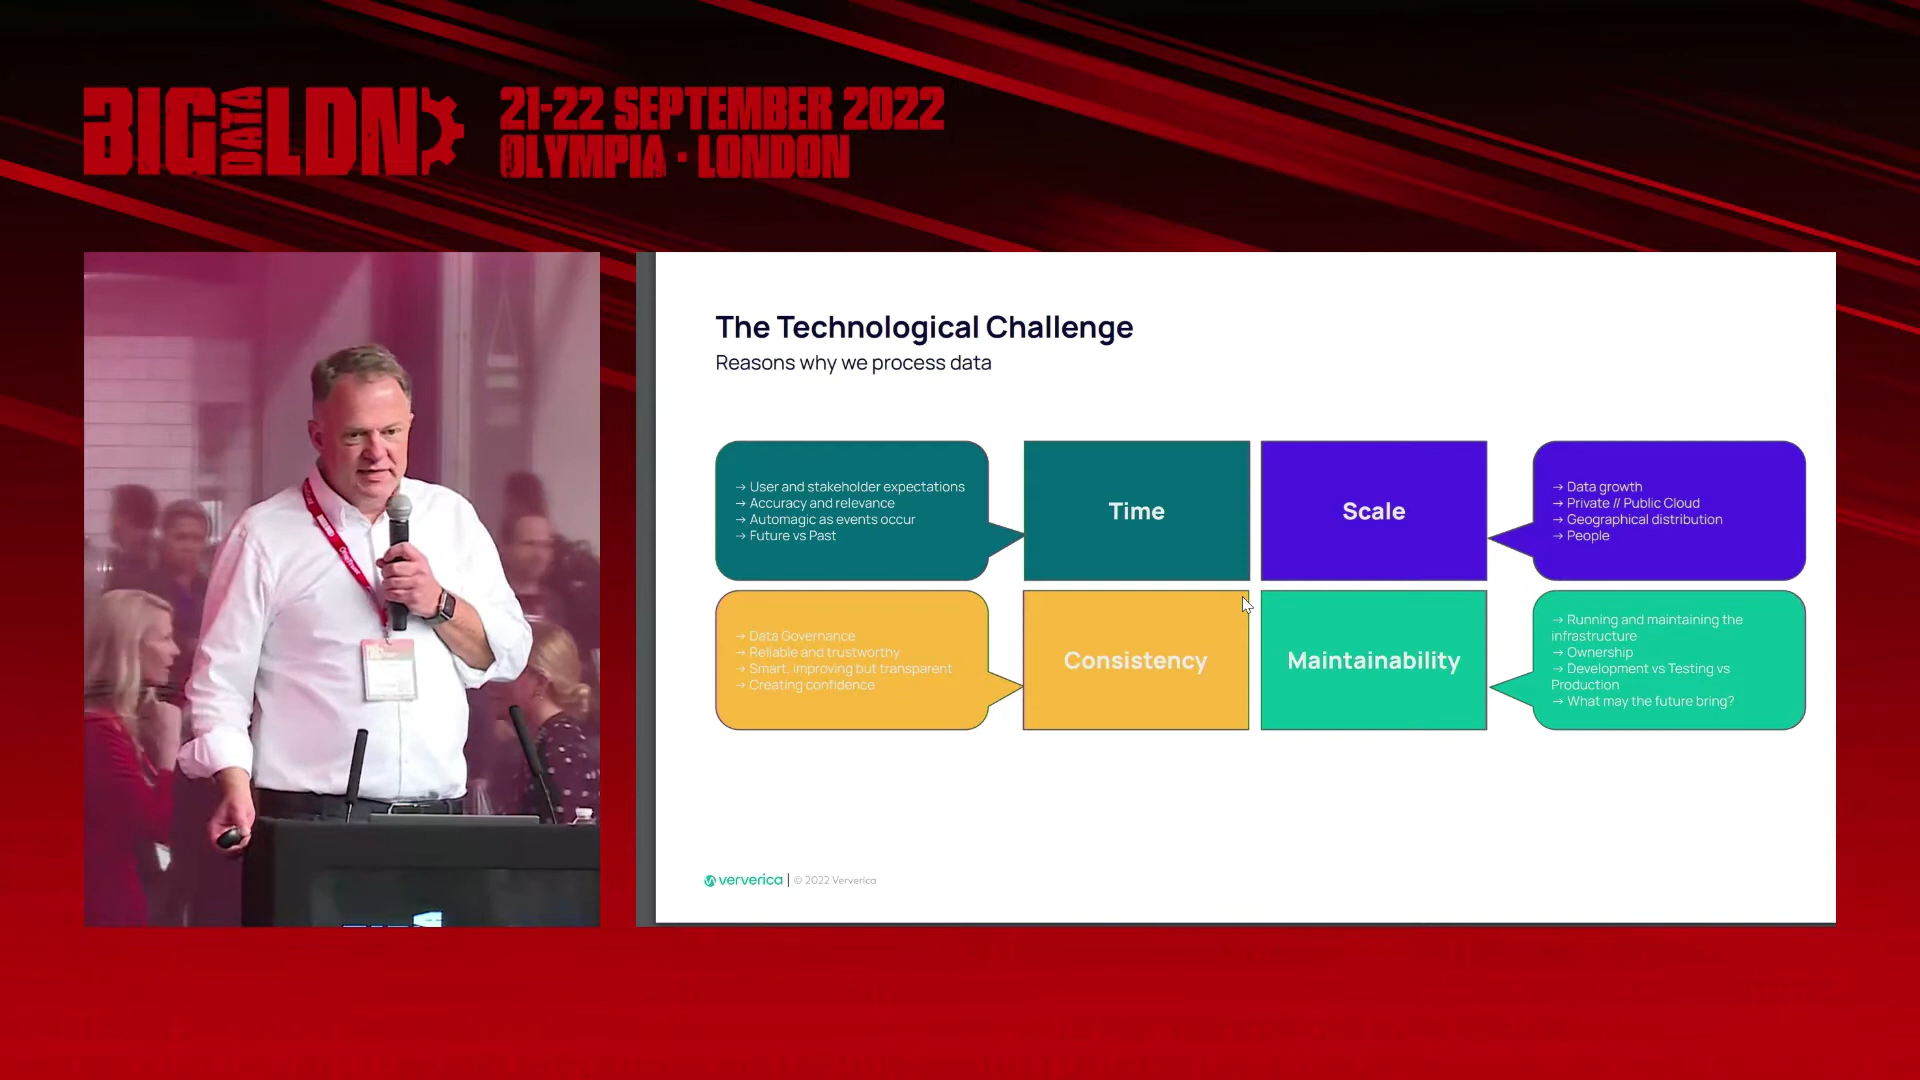 BIG DATA LDN
21-22 SEPTEMBER 2022
OLYMPIA · LONDON
The Technological Challenge
Reasons why we process data
→ User and stakeholder expectations
→ Accuracy and relevance
→ Automagic as events occur
→ Future vs Past
Time
Scale
→ Data growth
→ Private // Public Cloud
→ Geographical distribution
→ People
→ Data Governance
→ Reliable and trustworthy
→ Smart, improving but transparent
→ Creating confidence
Consistency
Maintainability
→ Running and maintaining the
infrastructure
→ Ownership
→ Development vs Testing vs
Production
→ What may the future bring?
ververica | © 2022 Ververica